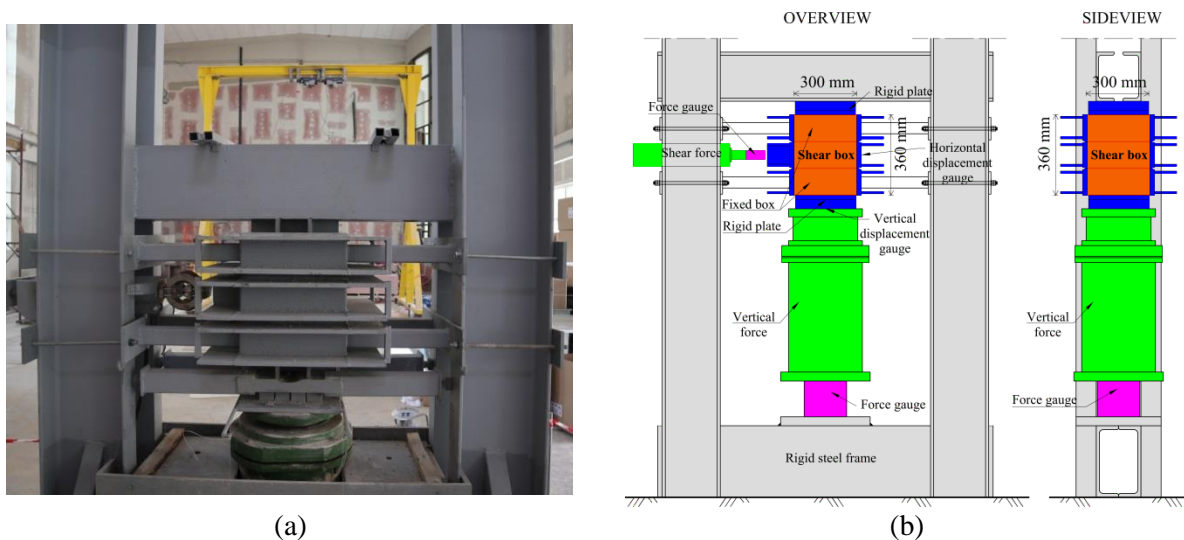 OVERVIEW
SIDEVIEW
300 mm
300 mm
Rigid plate
Force gauge
Shear force
Shear box
360 mm
Horizontal
displacement
gauge
360 mm
Shear box
Fixed box
Rigid plate
Vertical
displacement
gauge
Vertical
force
Vertical
force
Force gauge
Force gauge
Rigid steel frame
(a)
(b)